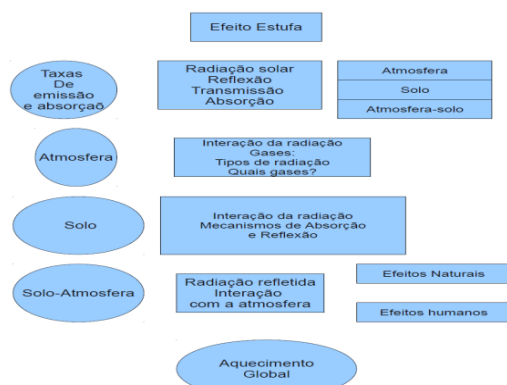 Efeito Estufa
Taxas
De
emissão
e absorçaõ
Radiação solar
Reflexão
Transmissão
Absorção
Atmosfera
Solo
Atmosfera-solo
Atmosfera
Interação da radiação
Gases:
Tipos de radiação
Quais gases?
Solo
Interação da radiação
Mecanismos de Absorção
e Reflexão
Solo-Atmosfera
Radiação refletida
Interação
com a atmosfera
Efeitos Naturais
Efeitos humanos
Aquecimento
Global